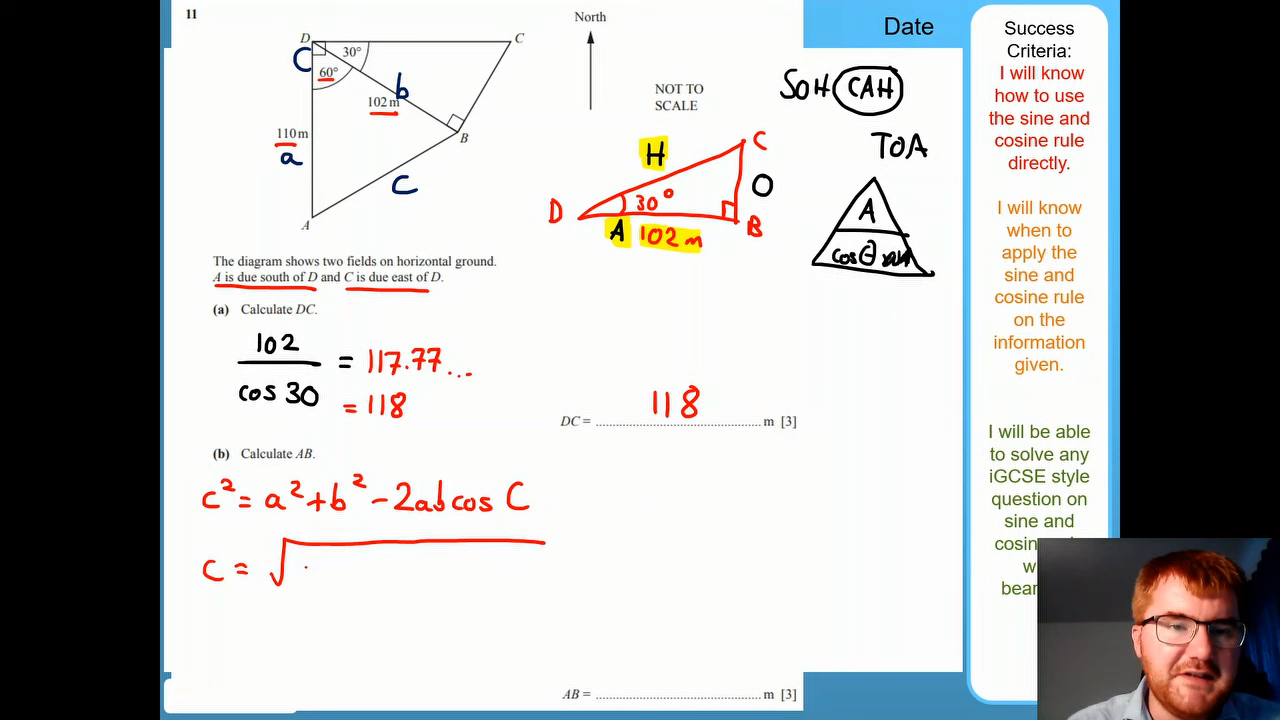 11
D
C
30°
C
60°
b
102 m
B
110 m
a
C
A
North
NOT TO
SCALE
Date
SOH CAH
TOA
A
cos θ
H
C
O
30°
D
A 102 m
B
The diagram shows two fields on horizontal ground.
A is due south of D and C is due east of D.
(a) Calculate DC.
102
cos 30
= 117.77...
= 118
118
DC = ............................................ m [3]
(b) Calculate AB.
c² = a² + b² - 2ab cos C
c = √
AB = ............................................ m [3]
Success
Criteria:
I will know
how to use
the sine and
cosine rule
directly.
I will know
when to
apply the
sine and
cosine rule
on the
information
given.
I will be able
to solve any
iGCSE style
question on
sine and